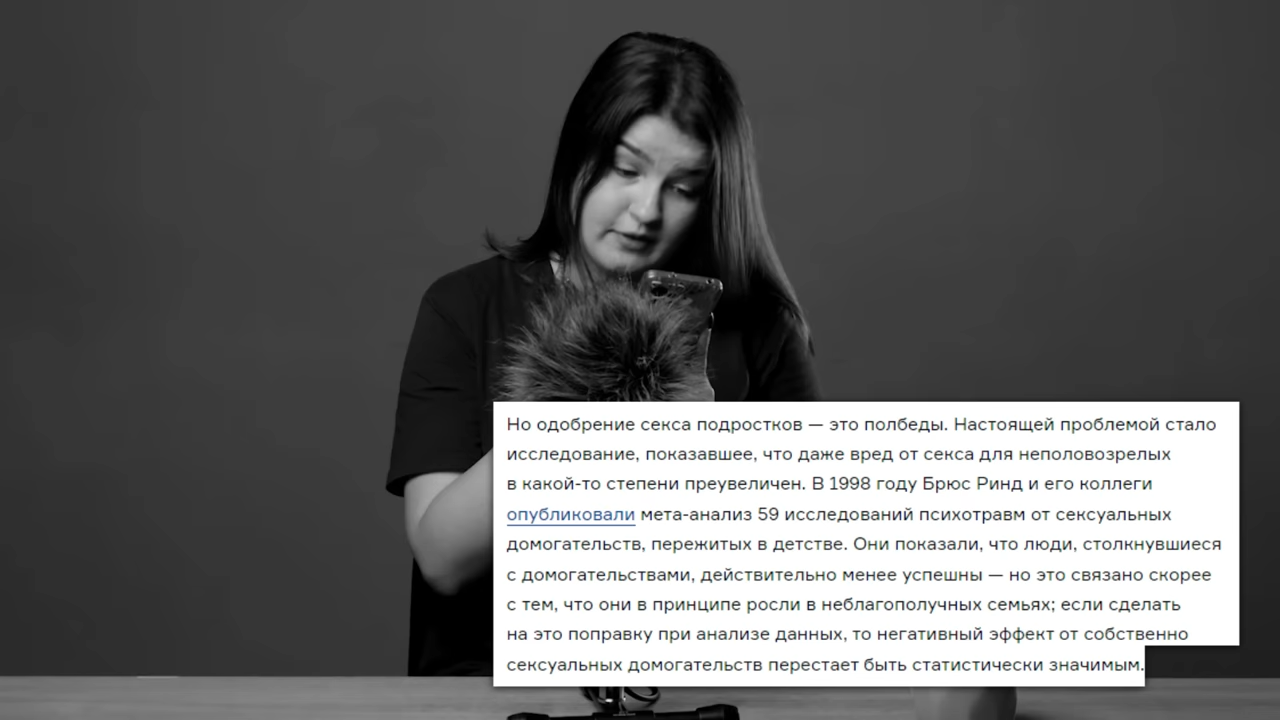 Но одобрение секса подростков — это полбеды. Настоящей проблемой стало
исследование, показавшее, что даже вред от секса для неполовозрелых
в какой-то степени преувеличен. В 1998 году Брюс Ринд и его коллеги
опубликовали мета-анализ 59 исследований психотравм от сексуальных
домогательств, пережитых в детстве. Они показали, что люди, столкнувшиеся
с домогательствами, действительно менее успешны — но это связано скорее
с тем, что они в принципе росли в неблагополучных семьях; если сделать
на это поправку при анализе данных, то негативный эффект от собственно
сексуальных домогательств перестает быть статистически значимым.